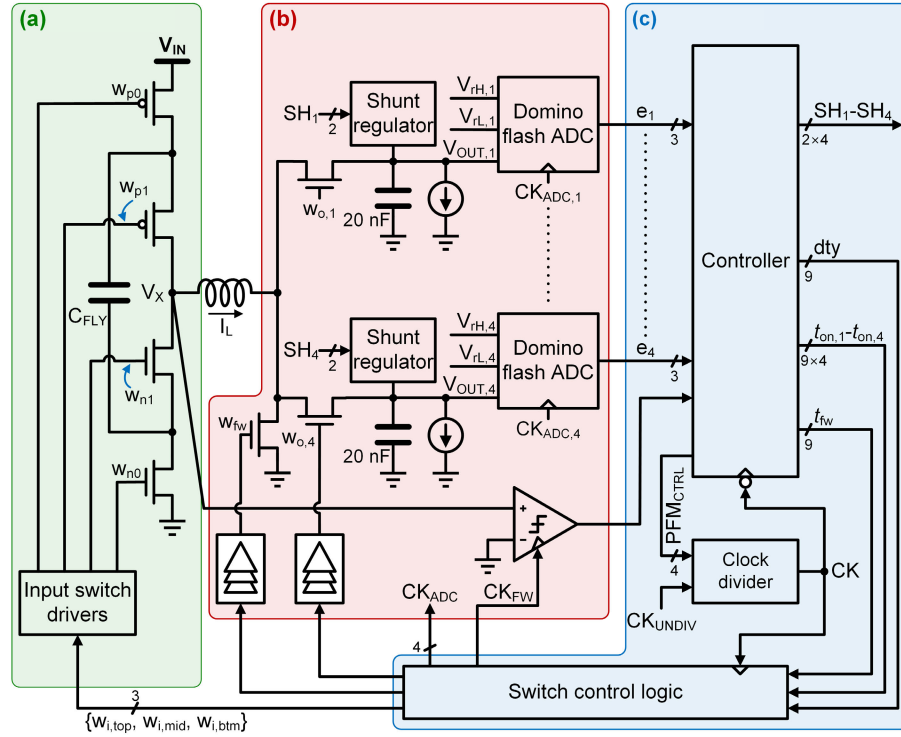 (a)
(b)
(c)
V_IN
w_p0
w_p1
C_FLY
V_X
I_L
w_n1
w_n0
Input switch drivers
3
{w_i,top, w_i,mid, w_i,btm}
SH_1
2
Shunt regulator
V_rH,1
V_rL,1
V_OUT,1
Domino flash ADC
CK_ADC,1
w_o,1
20 nF
e_1
3
SH_4
2
Shunt regulator
V_rH,4
V_rL,4
V_OUT,4
Domino flash ADC
CK_ADC,4
w_fw
w_o,4
20 nF
e_4
3
+
-
CK_ADC
4
CK_FW
Controller
SH_1-SH_4
2×4
dty
9
t_on,1-t_on,4
9×4
t_fw
9
PFM_CTRL
4
Clock divider
CK
CK_UNDIV
Switch control logic